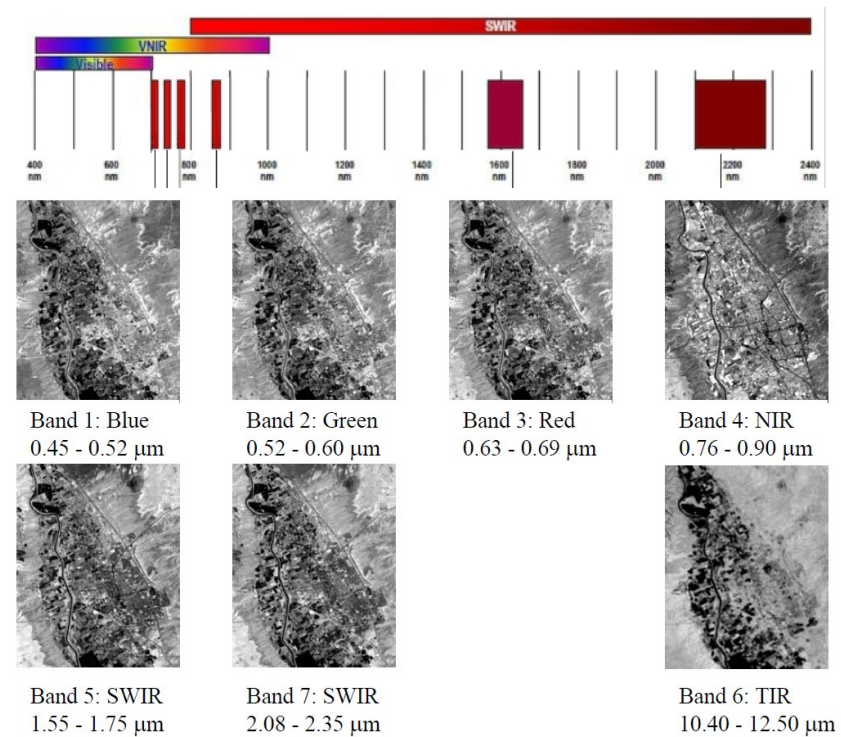 SWIR
VNIR
Visible
400 nm 600 nm 800 nm 1000 nm 1200 nm 1400 nm 1600 nm 1800 nm 2000 nm 2200 nm 2400 nm
Band 1: Blue
0.45 - 0.52 μm
Band 2: Green
0.52 - 0.60 μm
Band 3: Red
0.63 - 0.69 μm
Band 4: NIR
0.76 - 0.90 μm
Band 5: SWIR
1.55 - 1.75 μm
Band 7: SWIR
2.08 - 2.35 μm
Band 6: TIR
10.40 - 12.50 μm